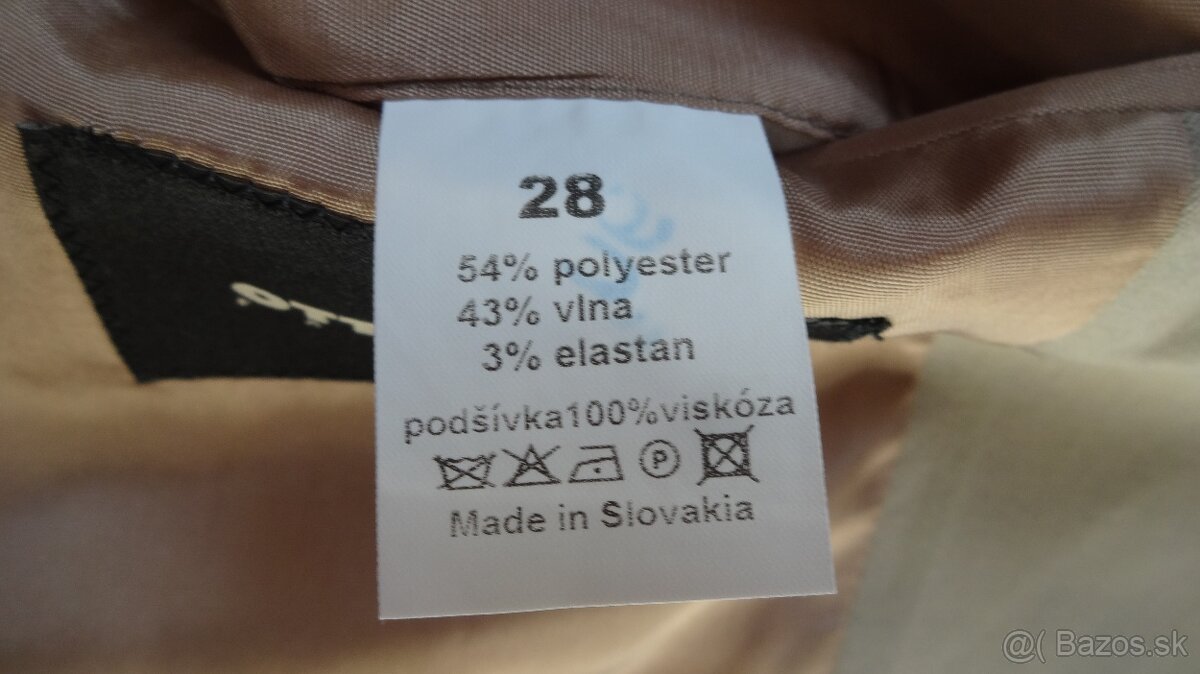 28
54% polyester
43% vlna
3% elastan
podšívka100%viskóza
P
Made in Slovakia
@( Bazos.sk